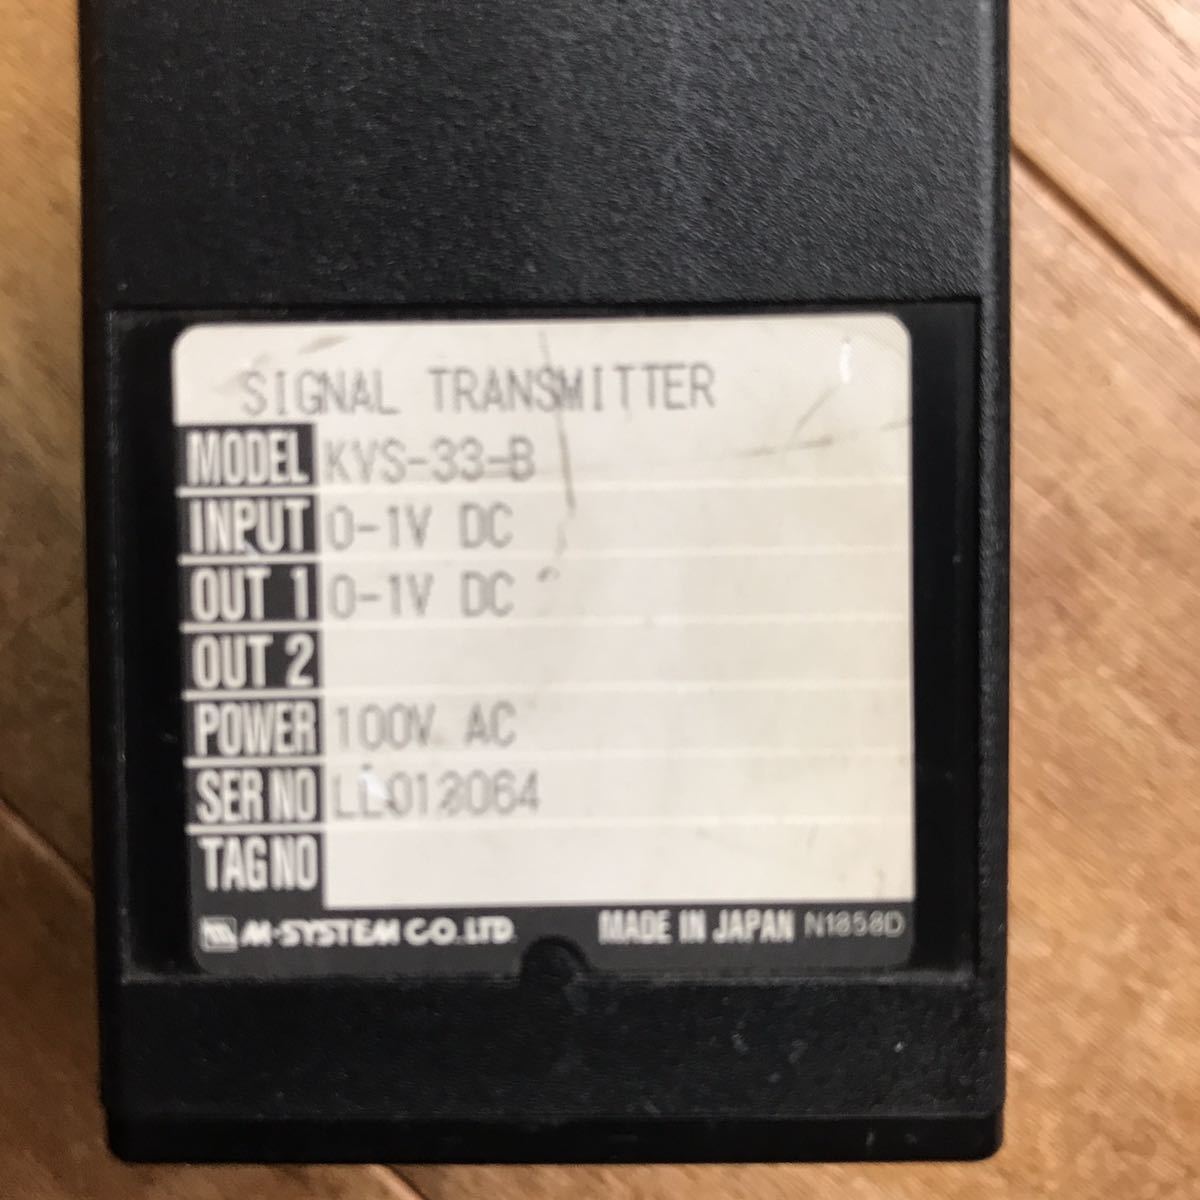 SIGNAL TRANSMITTER
MODEL KVS-33-B
INPUT 0-1V DC
OUT 1 0-1V DC
OUT 2
POWER 100V AC
SER NO LL013064
TAG NO
M-SYSTEM CO.,LTD. MADE IN JAPAN N1858D